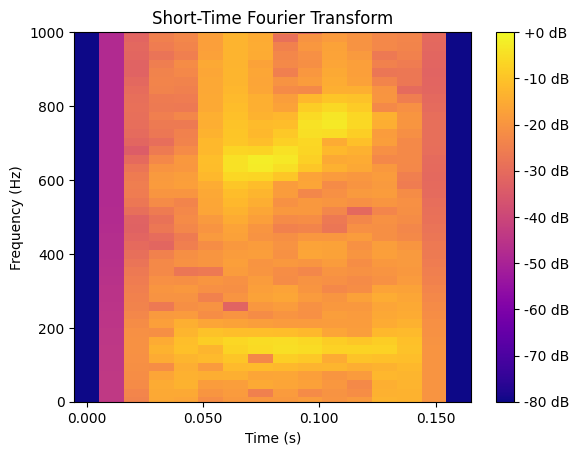 Short-Time Fourier Transform
1000
800
600
400
200
0
Frequency (Hz)
0.000
0.050
0.100
0.150
Time (s)
+0 dB
-10 dB
-20 dB
-30 dB
-40 dB
-50 dB
-60 dB
-70 dB
-80 dB